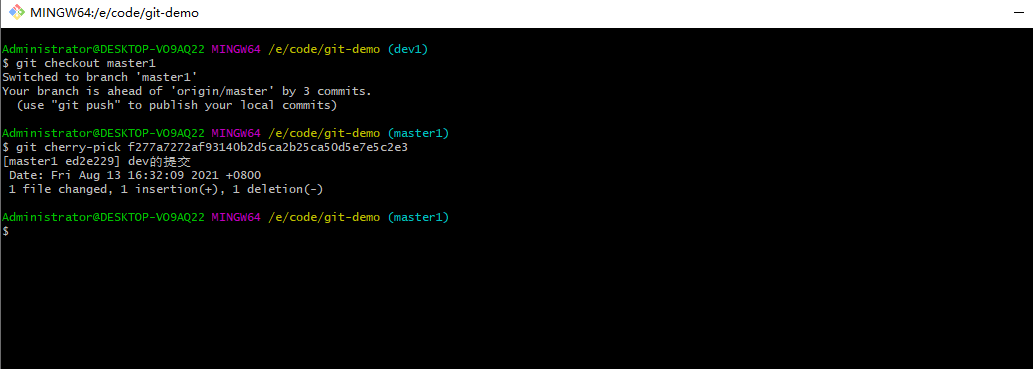 MINGW64:/e/code/git-demo
Administrator@DESKTOP-VO9AQ22 MINGW64 /e/code/git-demo (dev1)
$ git checkout master1
Switched to branch 'master1'
Your branch is ahead of 'origin/master' by 3 commits.
(use "git push" to publish your local commits)
Administrator@DESKTOP-VO9AQ22 MINGW64 /e/code/git-demo (master1)
$ git cherry-pick f277a7272af93140b2d5ca2b25ca50d5e7e5c2e3
[master1 ed2e229] dev的提交
Date: Fri Aug 13 16:32:09 2021 +0800
1 file changed, 1 insertion(+), 1 deletion(-)
Administrator@DESKTOP-VO9AQ22 MINGW64 /e/code/git-demo (master1)
$